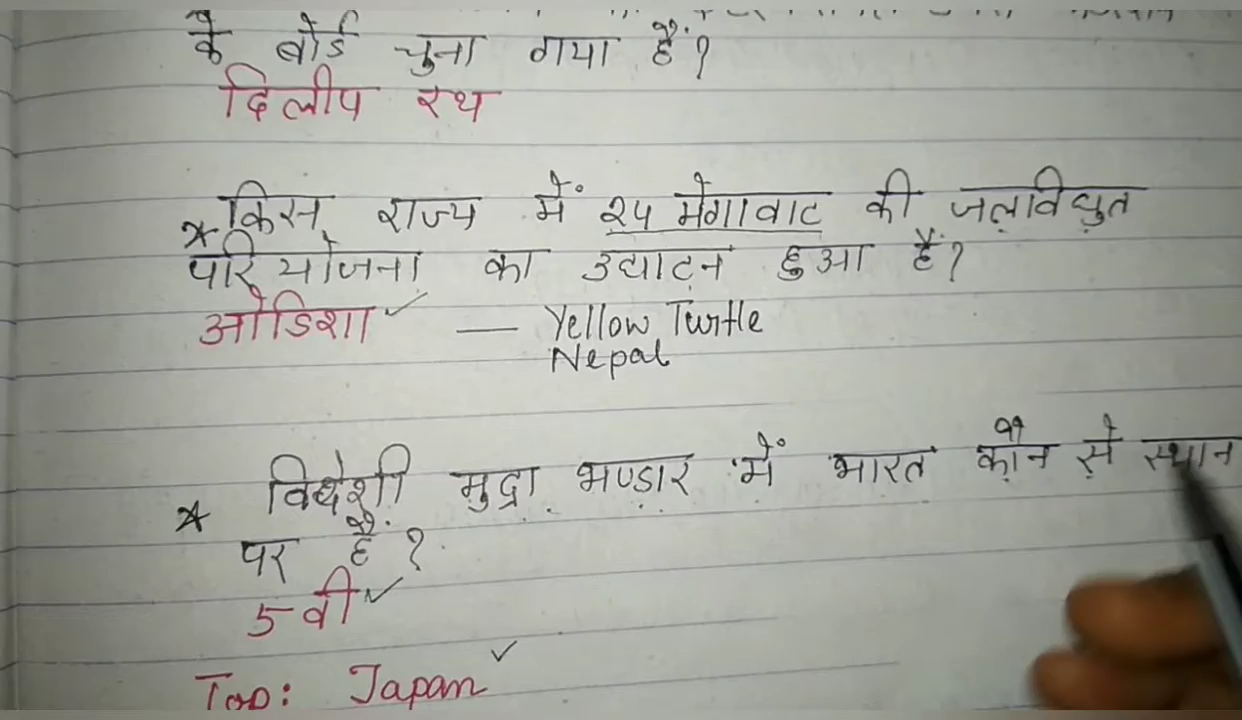 के बोर्ड चुना गया है?
दिलीप रथ
* किस राज्य में 24 मेगावाट की जलविद्युत
परियोजना का उद्याटन हुआ है?
ओडिशा ✓ — Yellow Turtle
Nepal
* विदेशी मुद्रा भण्डार में भारत कौन से स्थान
पर है?
5वी ✓
Top: Japan ✓